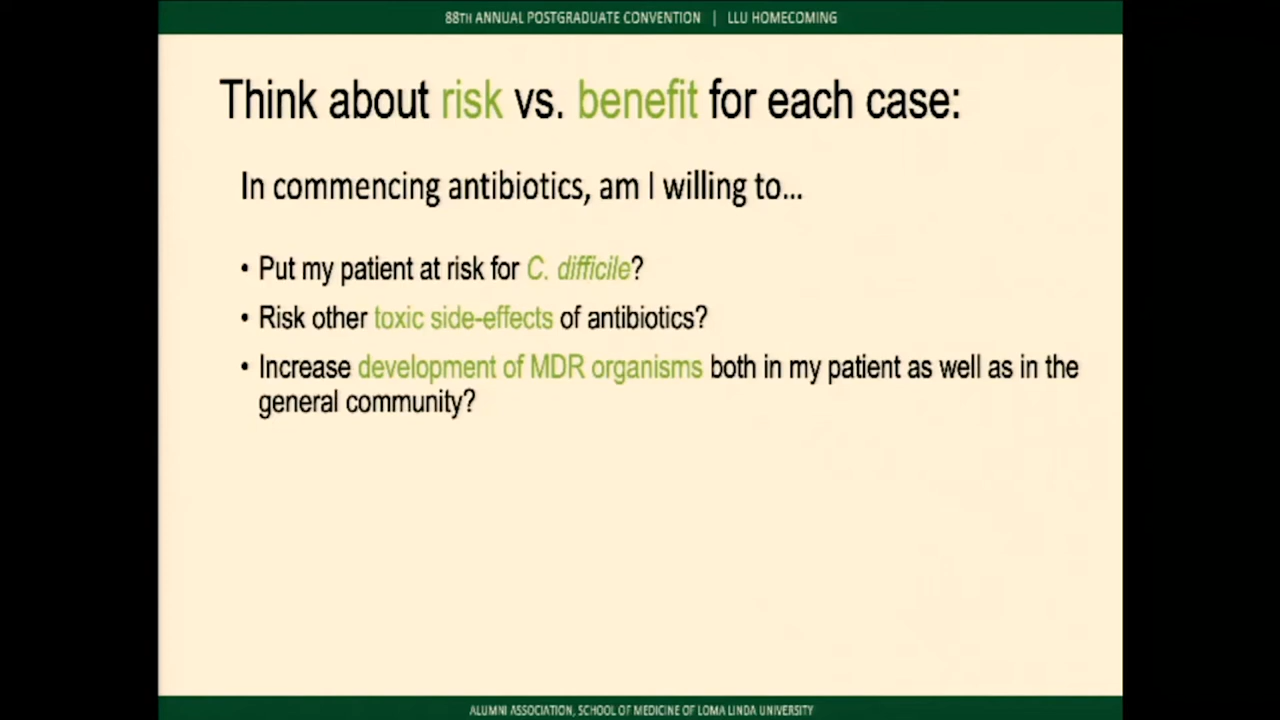 88TH ANNUAL POSTGRADUATE CONVENTION | LLU HOMECOMING
Think about risk vs. benefit for each case:
In commencing antibiotics, am I willing to...
• Put my patient at risk for C. difficile?
• Risk other toxic side-effects of antibiotics?
• Increase development of MDR organisms both in my patient as well as in the
general community?
ALUMNI ASSOCIATION, SCHOOL OF MEDICINE OF LOMA LINDA UNIVERSITY